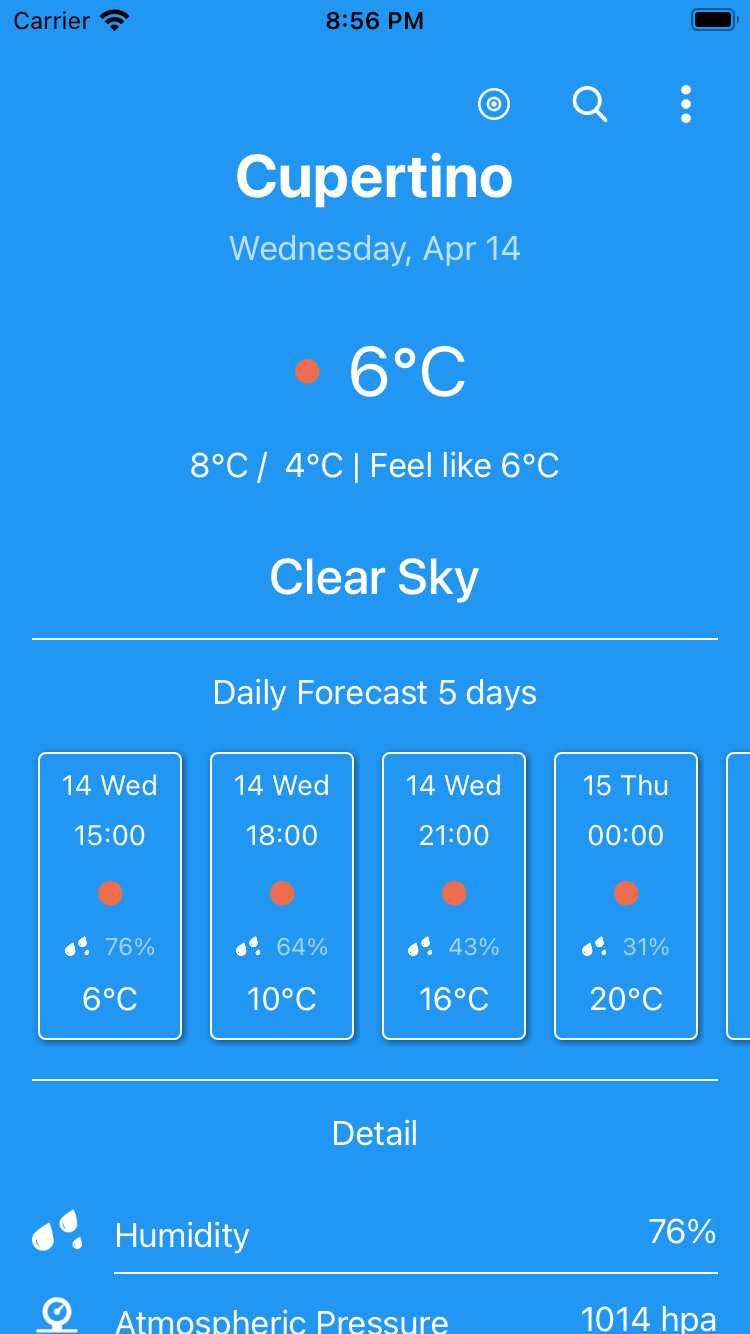 Carrier 8:56 PM
Cupertino
Wednesday, Apr 14
6°C
8°C / 4°C | Feel like 6°C
Clear Sky
Daily Forecast 5 days
14 Wed 14 Wed 14 Wed 15 Thu
15:00 18:00 21:00 00:00
76% 64% 43% 31%
6°C 10°C 16°C 20°C
Detail
Humidity 76%
Atmospheric Pressure 1014 hpa